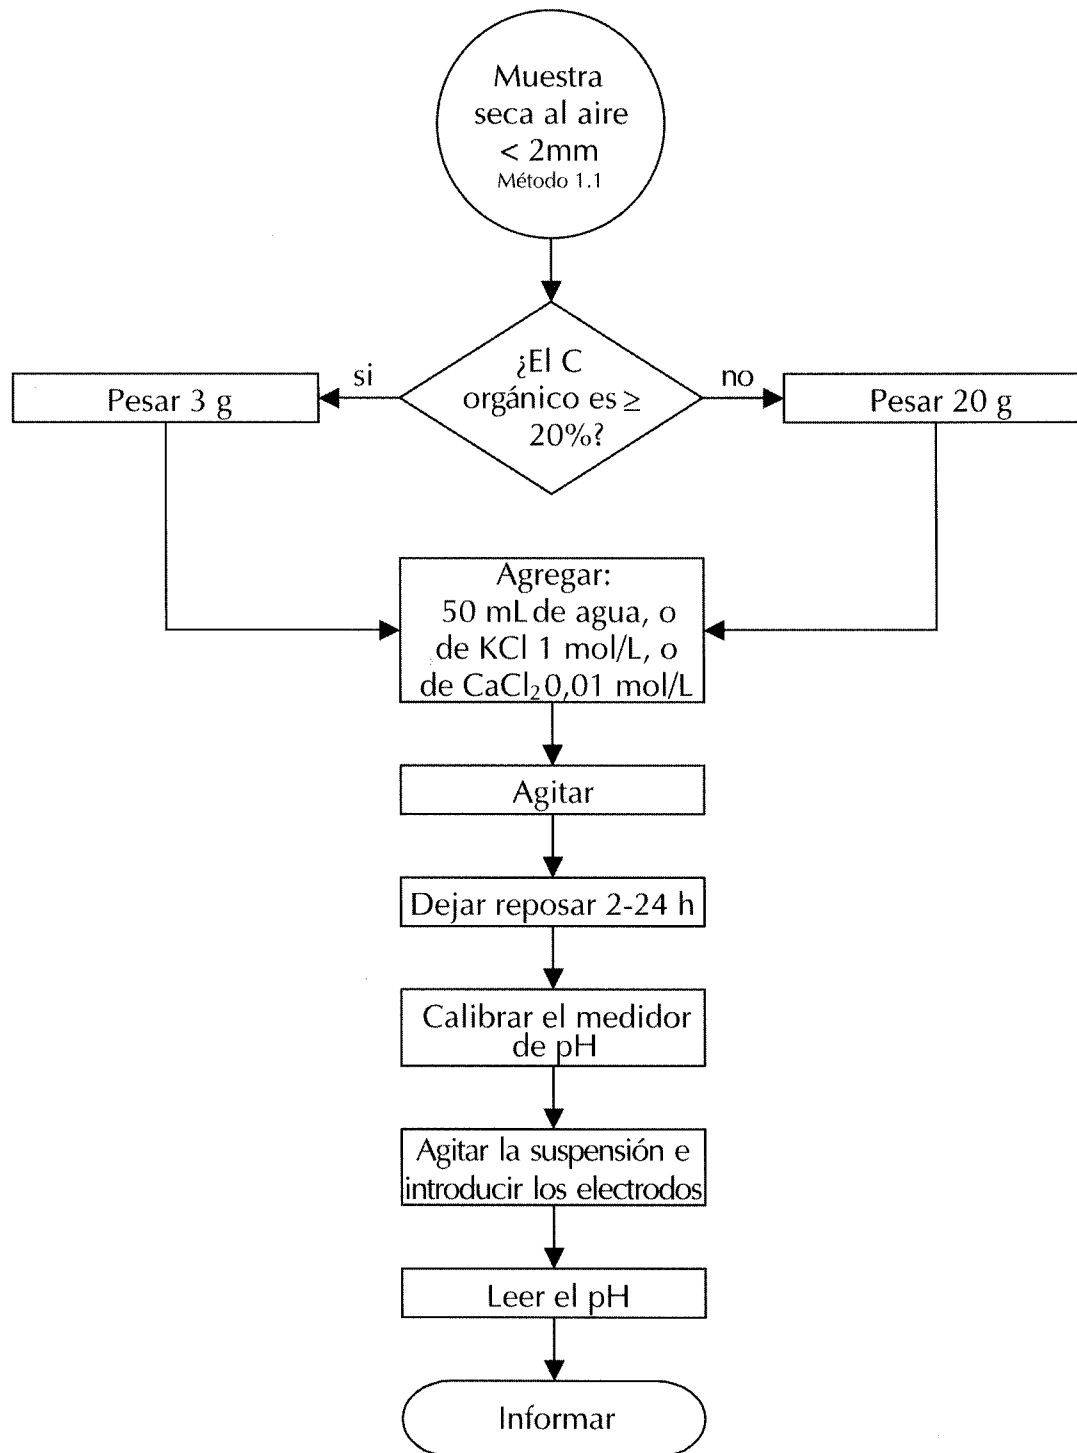 Muestra
seca al aire
< 2mm
Método 1.1
¿El C
orgánico es ≥
20%?
si
no
Pesar 3 g
Pesar 20 g
Agregar:
50 mL de agua, o
de KCl 1 mol/L, o
de CaCl₂ 0,01 mol/L
Agitar
Dejar reposar 2-24 h
Calibrar el medidor
de pH
Agitar la suspensión e
introducir los electrodos
Leer el pH
Informar